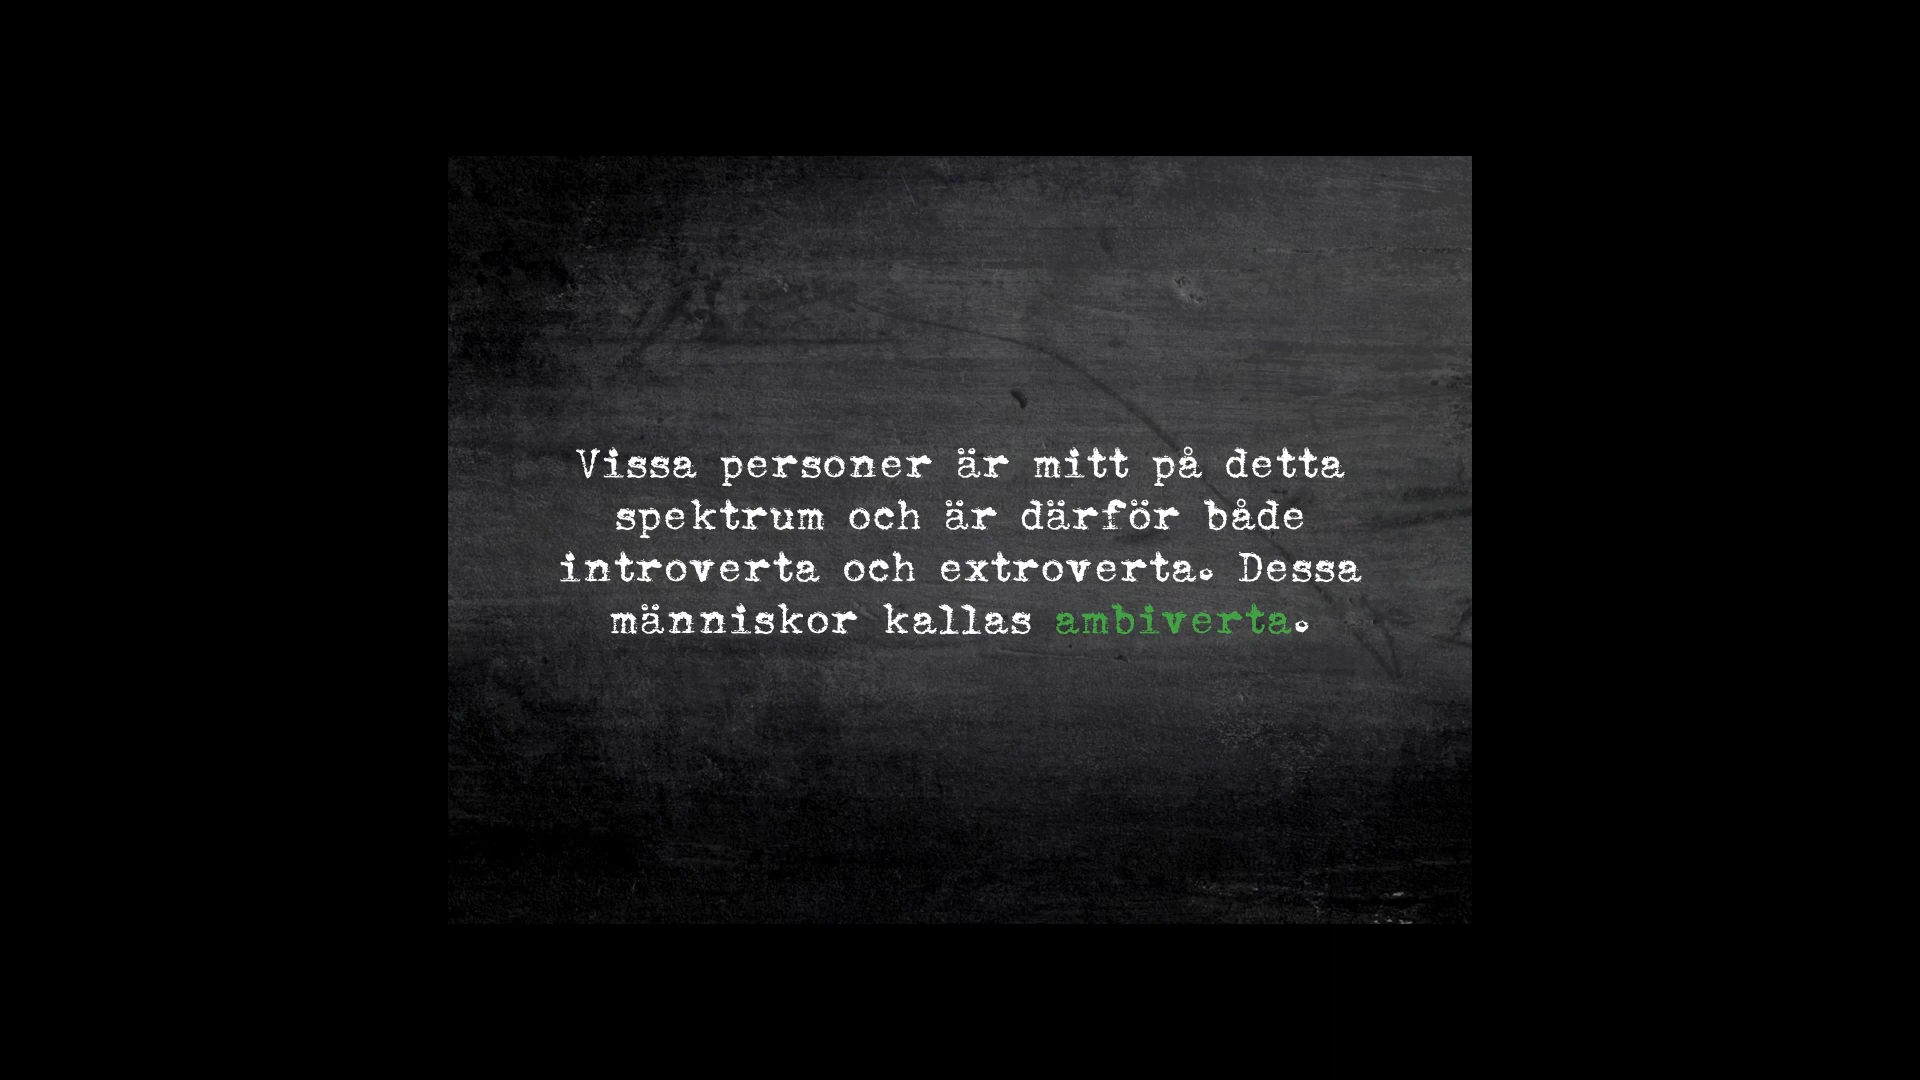 Vissa personer är mitt på detta
spektrum och är därför både
introverta och extroverta. Dessa
människor kallas ambiverta.